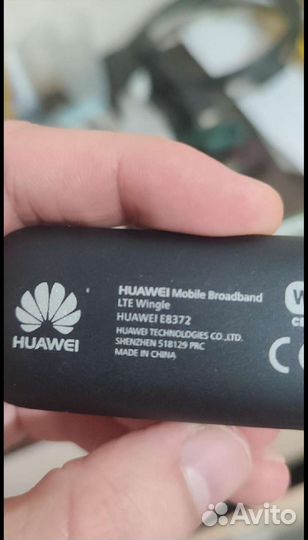 HUAWEI
HUAWEI Mobile Broadband
LTE Wingle
HUAWEI E8372
HUAWEI TECHNOLOGIES CO.,LTD.
SHENZHEN 518129 PRC
MADE IN CHINA
Avito